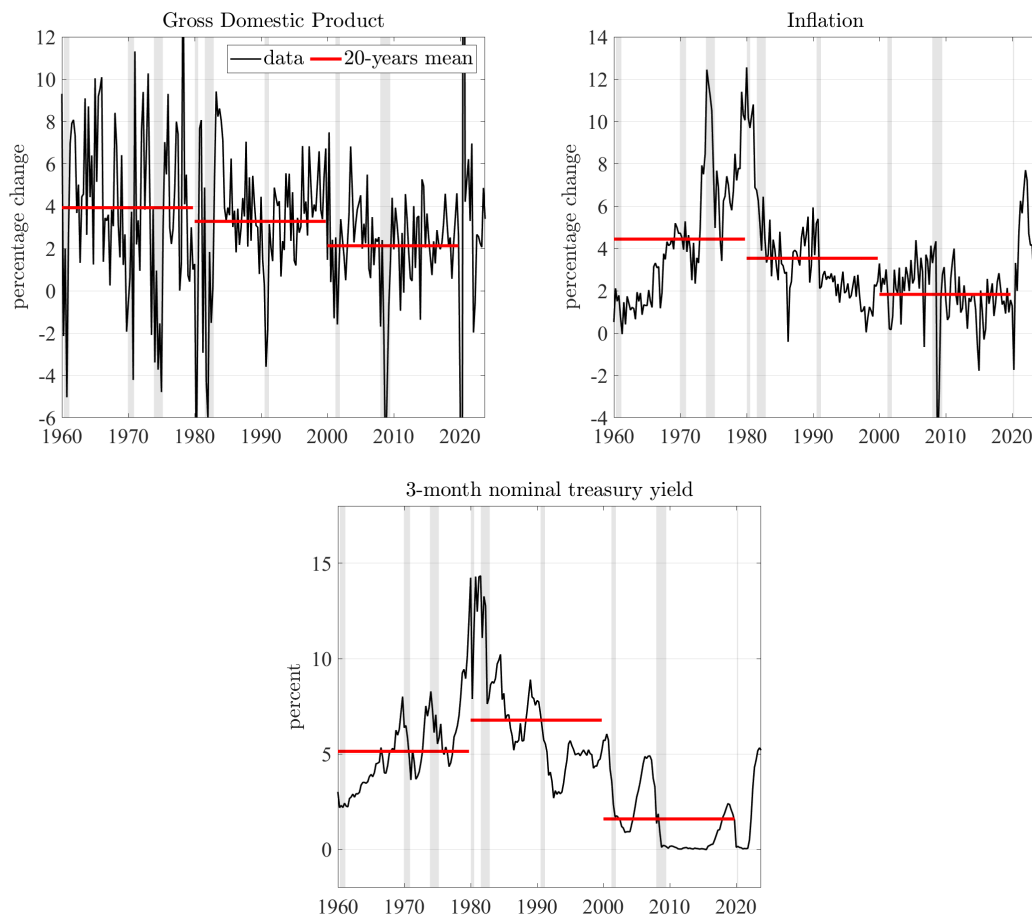 Gross Domestic Product
12
10
8
6
4
2
0
-2
-4
-6
percentage change
data 20-years mean
1960 1970 1980 1990 2000 2010 2020
Inflation
14
12
10
8
6
4
2
0
-2
-4
percentage change
1960 1970 1980 1990 2000 2010 2020
3-month nominal treasury yield
15
10
5
0
percent
1960 1970 1980 1990 2000 2010 2020